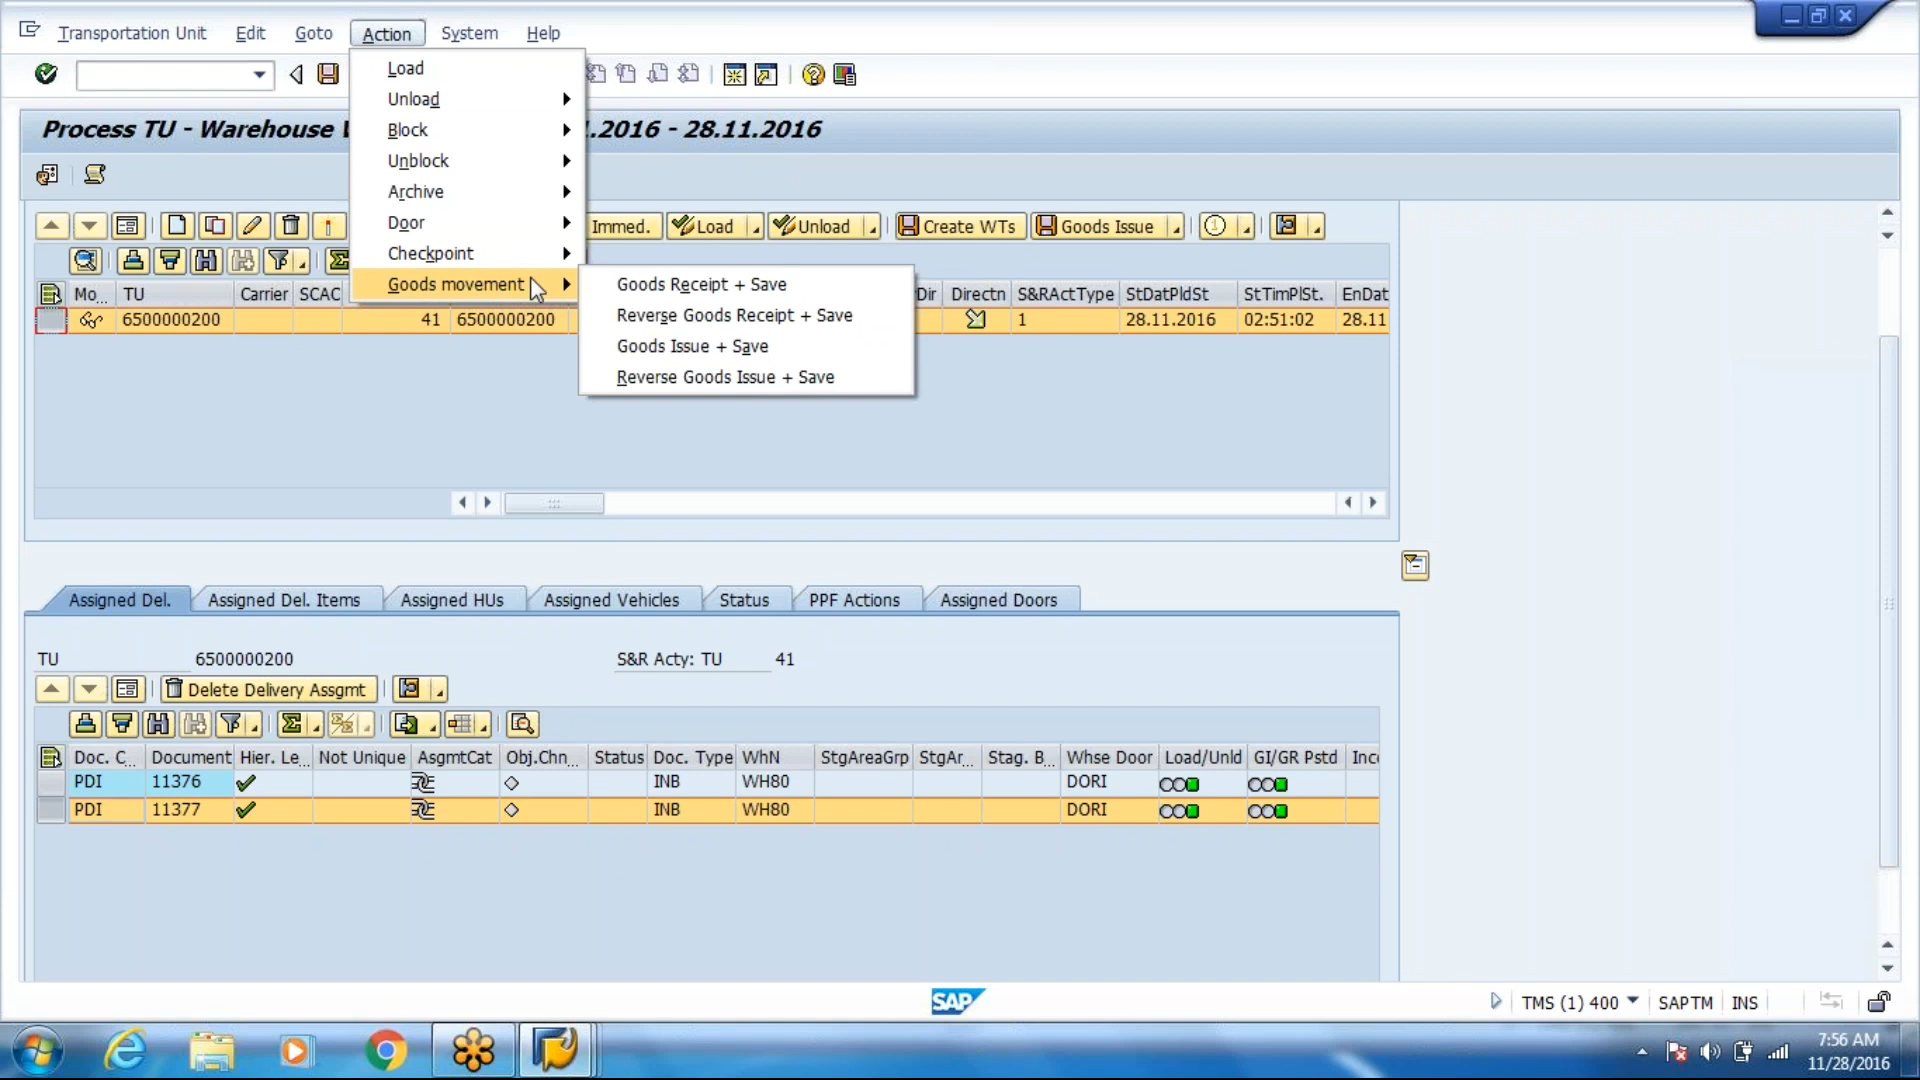 Transportation Unit Edit Goto Action System Help
Load
Unload
Block
Unblock
Archive
Door
Checkpoint
Goods movement
Goods Receipt + Save
Reverse Goods Receipt + Save
Goods Issue + Save
Reverse Goods Issue + Save
Process TU - Warehouse .2016 - 28.11.2016
Immed. Load Unload Create WTs Goods Issue
Mo... TU Carrier SCAC Dir Directn S&RActType StDatPldSt StTimPlSt. EnDat
6500000200 41 6500000200 1 28.11.2016 02:51:02 28.11
Assigned Del. Assigned Del. Items Assigned HUs Assigned Vehicles Status PPF Actions Assigned Doors
TU 6500000200 S&R Acty: TU 41
Delete Delivery Assgmt
Doc. C... Document Hier. Le... Not Unique AsgmtCat Obj.Chn... Status Doc. Type WhN StgAreaGrp StgAr... Stag. B... Whse Door Load/Unld GI/GR Pstd Inc
PDI 11376 INB WH80 DORI
PDI 11377 INB WH80 DORI
SAP
TMS (1) 400 SAPTM INS
7:56 AM
11/28/2016